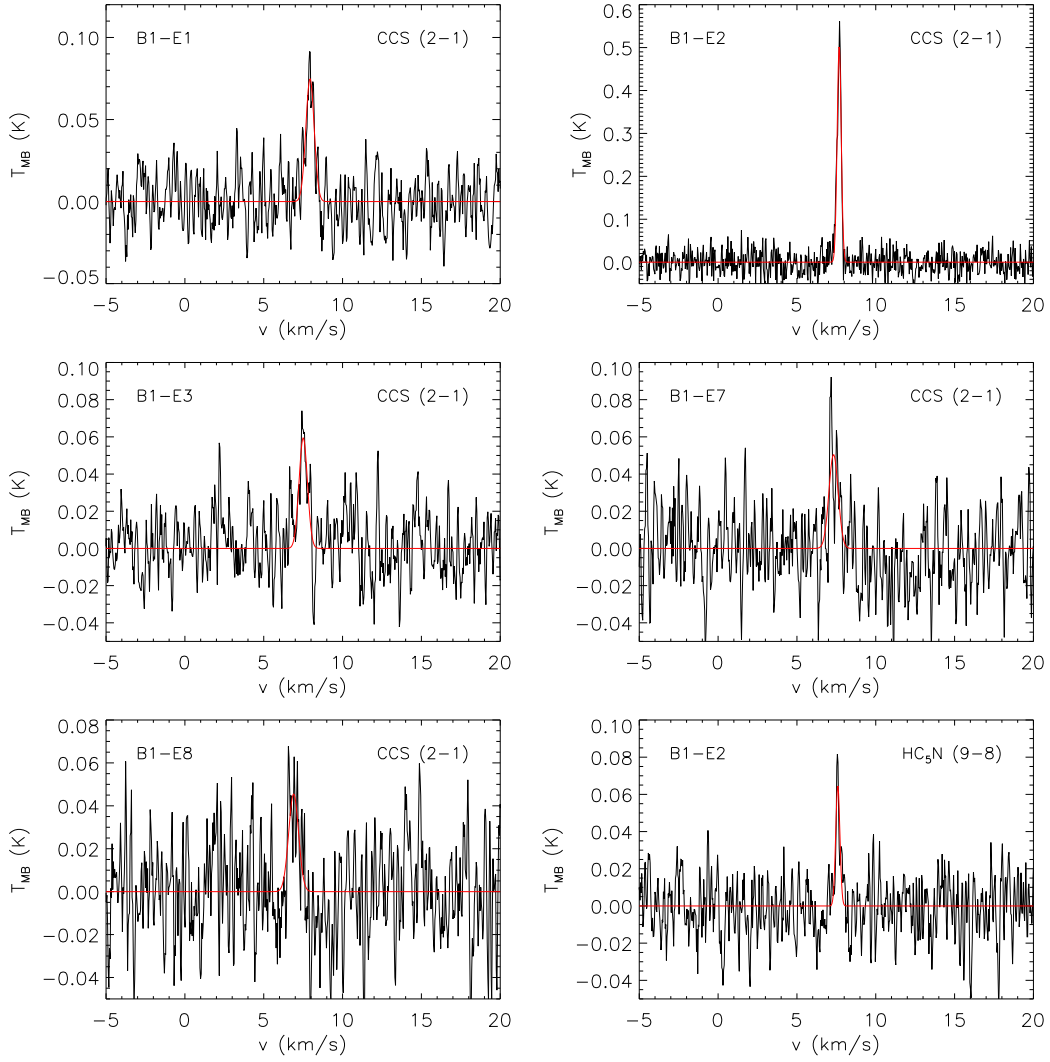 B1-E1 CCS (2-1)
0.10
0.05
0.00
-0.05
T_MB (K)
-5 0 5 10 15 20
v (km/s)
B1-E2 CCS (2-1)
0.6
0.5
0.4
0.3
0.2
0.1
0.0
T_MB (K)
-5 0 5 10 15 20
v (km/s)
B1-E3 CCS (2-1)
0.10
0.08
0.06
0.04
0.02
0.00
-0.02
-0.04
T_MB (K)
-5 0 5 10 15 20
v (km/s)
B1-E7 CCS (2-1)
0.10
0.08
0.06
0.04
0.02
0.00
-0.02
-0.04
T_MB (K)
-5 0 5 10 15 20
v (km/s)
B1-E8 CCS (2-1)
0.08
0.06
0.04
0.02
0.00
-0.02
-0.04
T_MB (K)
-5 0 5 10 15 20
v (km/s)
B1-E2 HC₅N (9-8)
0.10
0.08
0.06
0.04
0.02
0.00
-0.02
-0.04
T_MB (K)
-5 0 5 10 15 20
v (km/s)